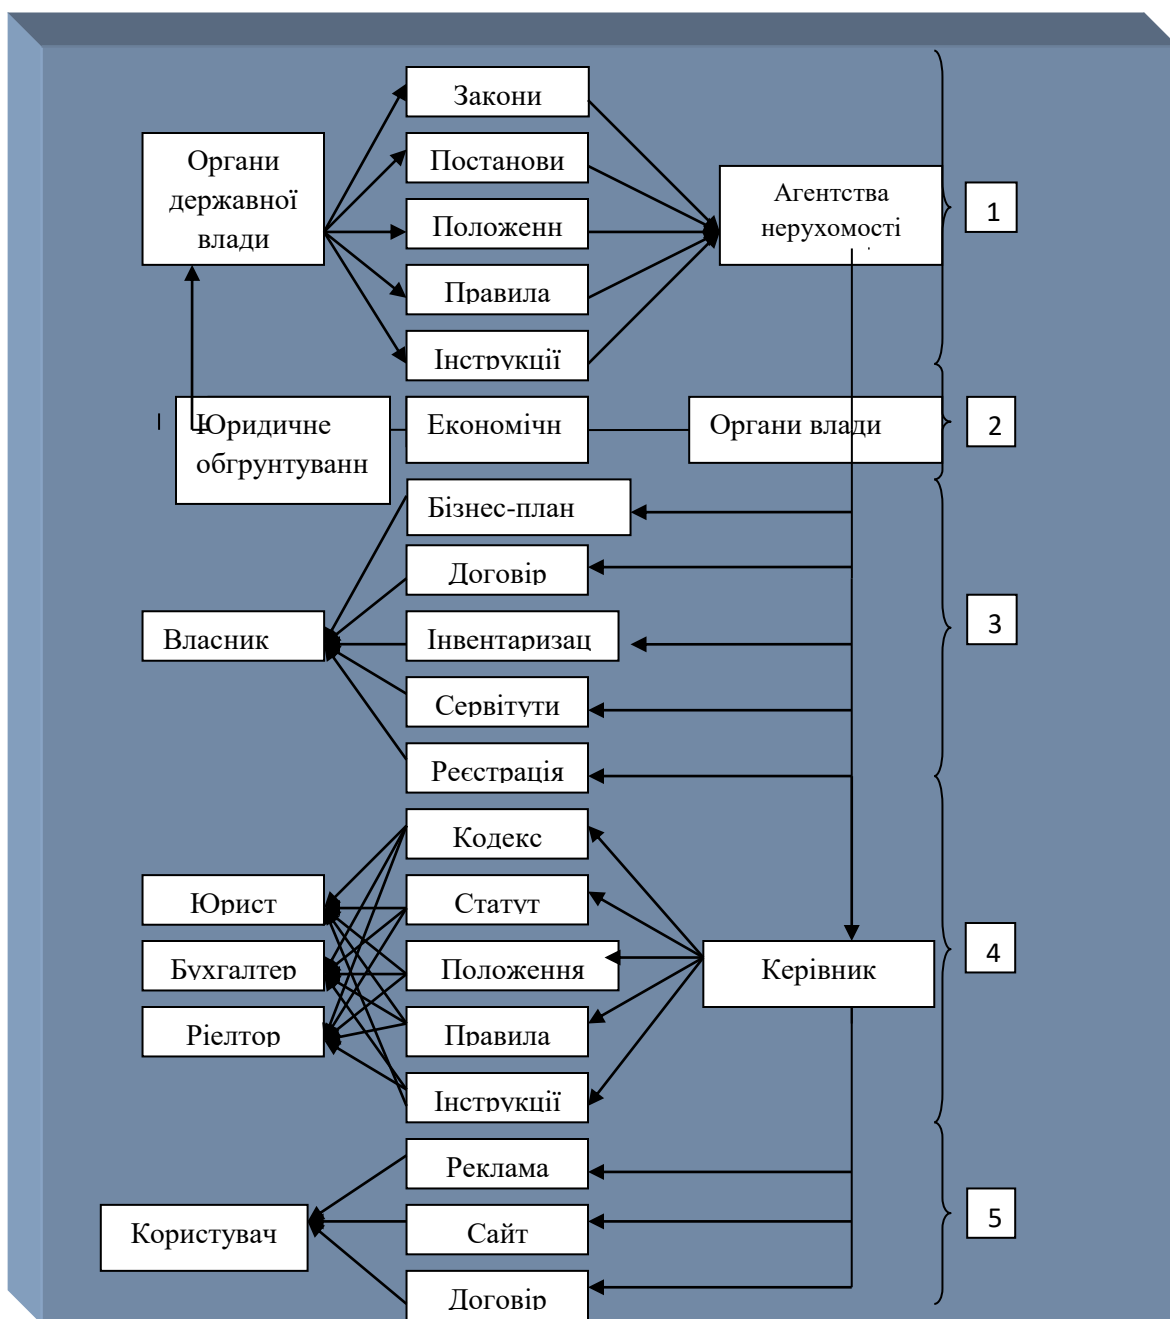 Закони
Органи
державної
влади
Постанови
Положенн
Правила
Інструкції
Агентства
нерухомості
1
Юридичне
обгрунтуванн
Економічн
Органи влади
2
Бізнес-план
Договір
Власник
Інвентаризац
Сервітути
Реєстрація
3
Кодекс
Юрист
Статут
Бухгалтер
Положення
Керівник
4
Ріелтор
Правила
Інструкції
Реклама
Користувач
Сайт
5
Договір